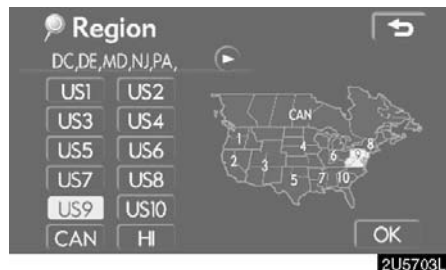 Region
DC,DE,MD,NJ,PA,
US1 US2
US3 US4
US5 US6
US7 US8
US9 US10
CAN HI
CAN
1
2
3
4
5
6
7
10
8
9
OK
2U5703L